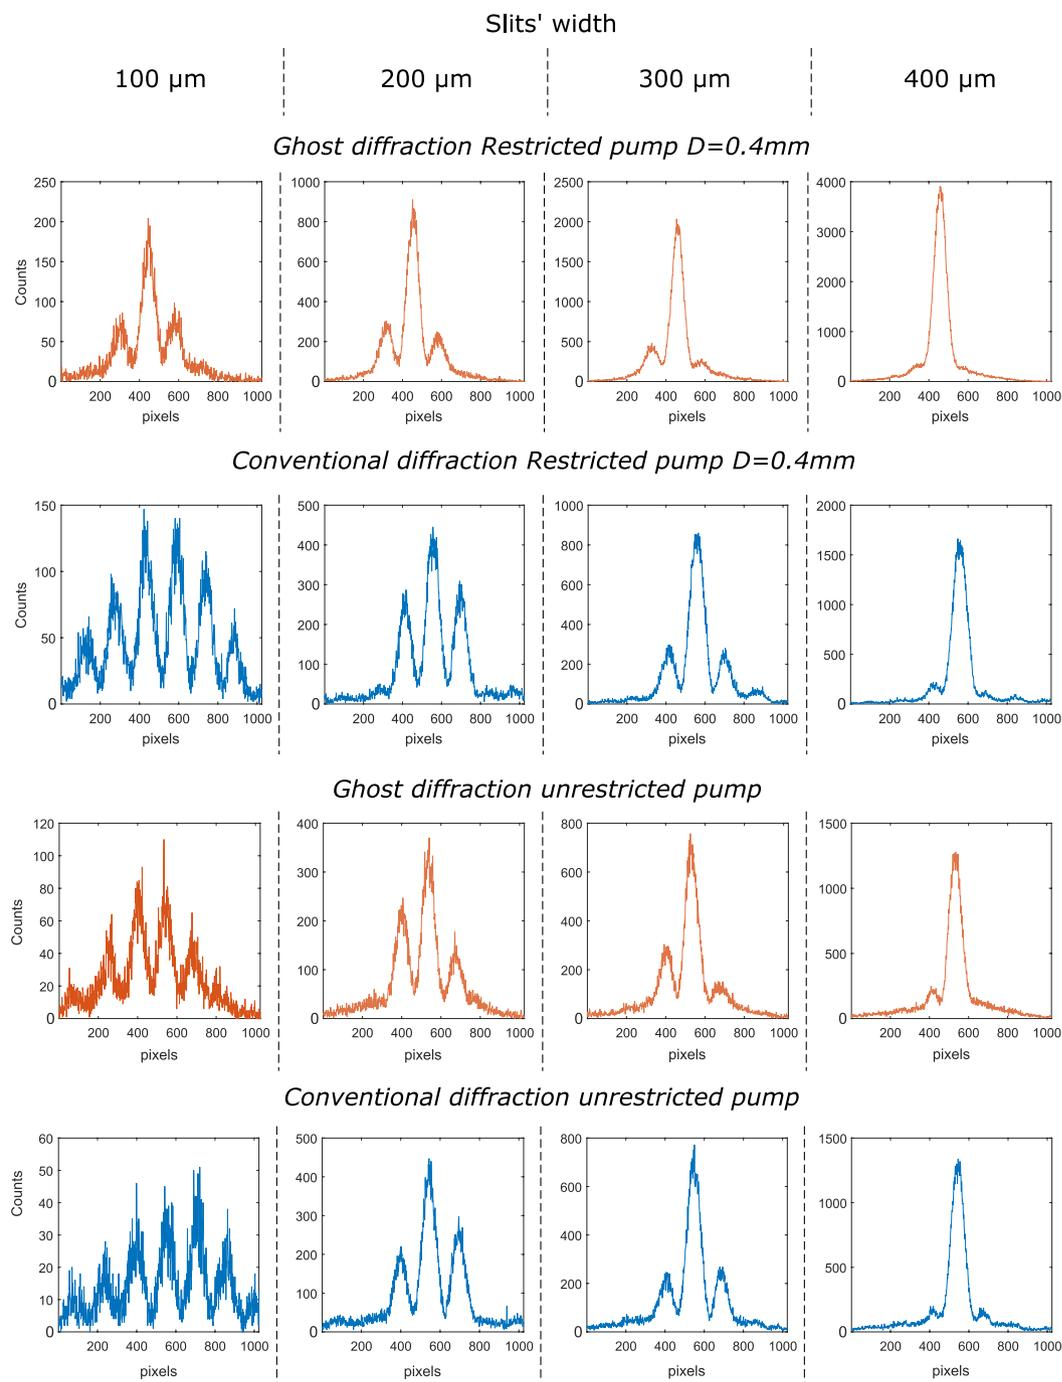 Slits' width
100 µm 200 µm 300 µm 400 µm
Ghost diffraction Restricted pump D=0.4mm
250 200 150 100 50 0
Counts
200 400 600 800 1000
pixels
1000 800 600 400 200 0
200 400 600 800 1000
pixels
2500 2000 1500 1000 500 0
200 400 600 800 1000
pixels
4000 3000 2000 1000 0
200 400 600 800 1000
pixels
Conventional diffraction Restricted pump D=0.4mm
150 100 50 0
Counts
200 400 600 800 1000
pixels
500 400 300 200 100 0
200 400 600 800 1000
pixels
1000 800 600 400 200 0
200 400 600 800 1000
pixels
2000 1500 1000 500 0
200 400 600 800 1000
pixels
Ghost diffraction unrestricted pump
120 100 80 60 40 20 0
Counts
200 400 600 800 1000
pixels
400 300 200 100 0
200 400 600 800 1000
pixels
800 600 400 200 0
200 400 600 800 1000
pixels
1500 1000 500 0
200 400 600 800 1000
pixels
Conventional diffraction unrestricted pump
60 50 40 30 20 10 0
Counts
200 400 600 800 1000
pixels
500 400 300 200 100 0
200 400 600 800 1000
pixels
800 600 400 200 0
200 400 600 800 1000
pixels
1500 1000 500 0
200 400 600 800 1000
pixels